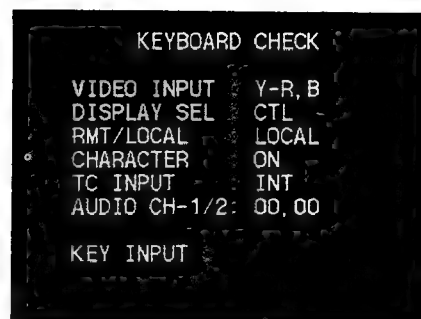 KEYBOARD CHECK
VIDEO INPUT : Y-R, B
DISPLAY SEL : CTL
RMT/LOCAL : LOCAL
CHARACTER : ON
TC INPUT : INT
AUDIO CH-1/2: 00, 00
KEY INPUT :